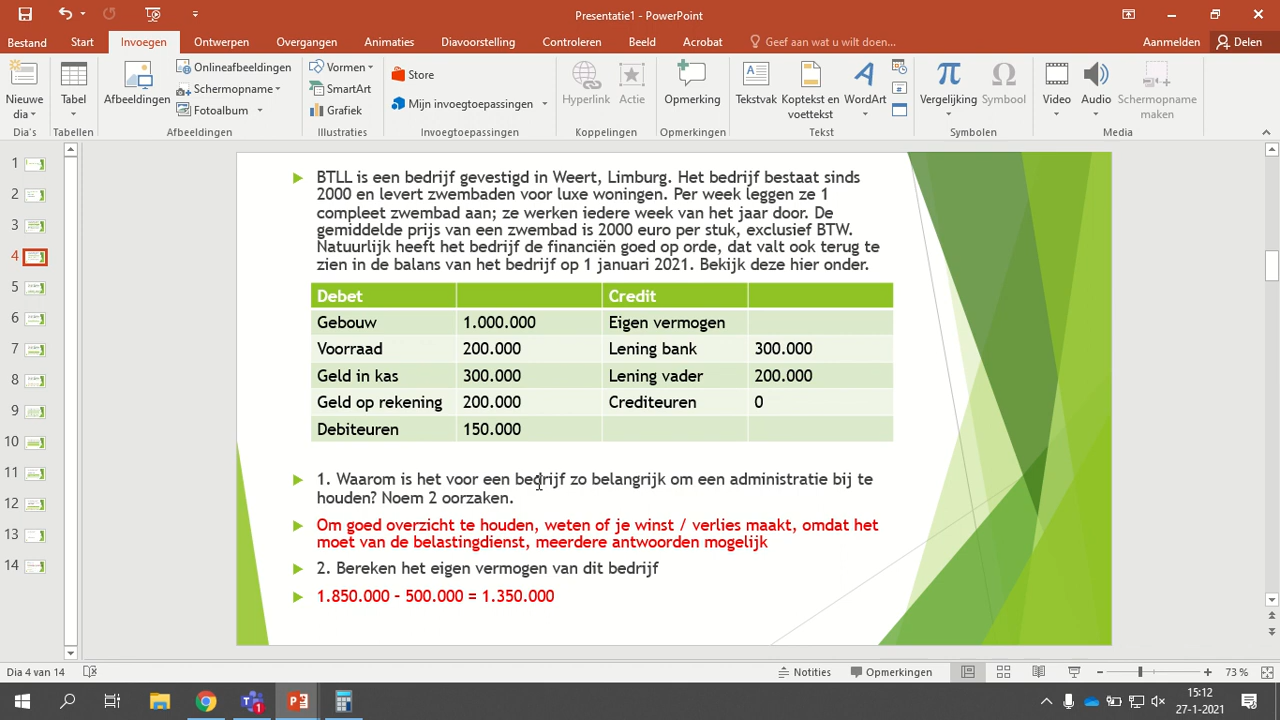 Presentatie1 - PowerPoint
Bestand Start Invoegen Ontwerpen Overgangen Animaties Diavoorstelling Controleren Beeld Acrobat Geef aan wat u wilt doen... Aanmelden Delen
Nieuwe dia
Dia's
Tabel
Tabellen
Afbeeldingen
Onlineafbeeldingen
Schermopname
Fotoalbum
Afbeeldingen
Vormen
SmartArt
Grafiek
Illustraties
Store
Mijn invoegtoepassingen
Invoegtoepassingen
Hyperlink
Actie
Koppelingen
Opmerking
Opmerkingen
Tekstvak
Koptekst en voettekst
WordArt
Tekst
Vergelijking
Symbool
Symbolen
Video
Audio
Schermopname maken
Media
1
2
3
4
5
6
7
8
9
10
11
12
13
14
BTLL is een bedrijf gevestigd in Weert, Limburg. Het bedrijf bestaat sinds
2000 en levert zwembaden voor luxe woningen. Per week leggen ze 1
compleet zwembad aan; ze werken iedere week van het jaar door. De
gemiddelde prijs van een zwembad is 2000 euro per stuk, exclusief BTW.
Natuurlijk heeft het bedrijf de financiën goed op orde, dat valt ook terug te
zien in de balans van het bedrijf op 1 januari 2021. Bekijk deze hier onder.
Debet Credit
Gebouw 1.000.000 Eigen vermogen
Voorraad 200.000 Lening bank 300.000
Geld in kas 300.000 Lening vader 200.000
Geld op rekening 200.000 Crediteuren 0
Debiteuren 150.000
1. Waarom is het voor een bedrijf zo belangrijk om een administratie bij te
houden? Noem 2 oorzaken.
Om goed overzicht te houden, weten of je winst / verlies maakt, omdat het
moet van de belastingdienst, meerdere antwoorden mogelijk
2. Bereken het eigen vermogen van dit bedrijf
1.850.000 – 500.000 = 1.350.000
Dia 4 van 14 Notities Opmerkingen 73 %
1
15:12
27-1-2021